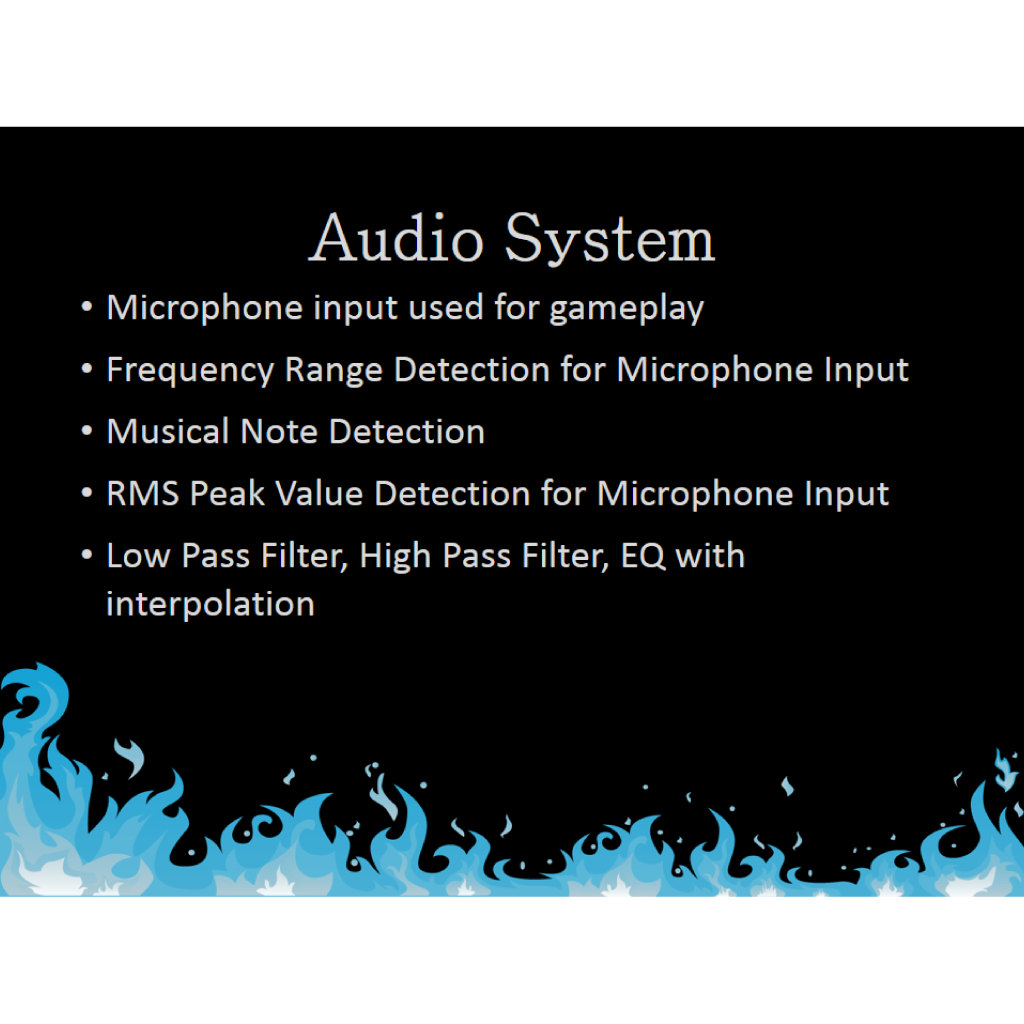 Audio System
• Microphone input used for gameplay
• Frequency Range Detection for Microphone Input
• Musical Note Detection
• RMS Peak Value Detection for Microphone Input
• Low Pass Filter, High Pass Filter, EQ with
interpolation